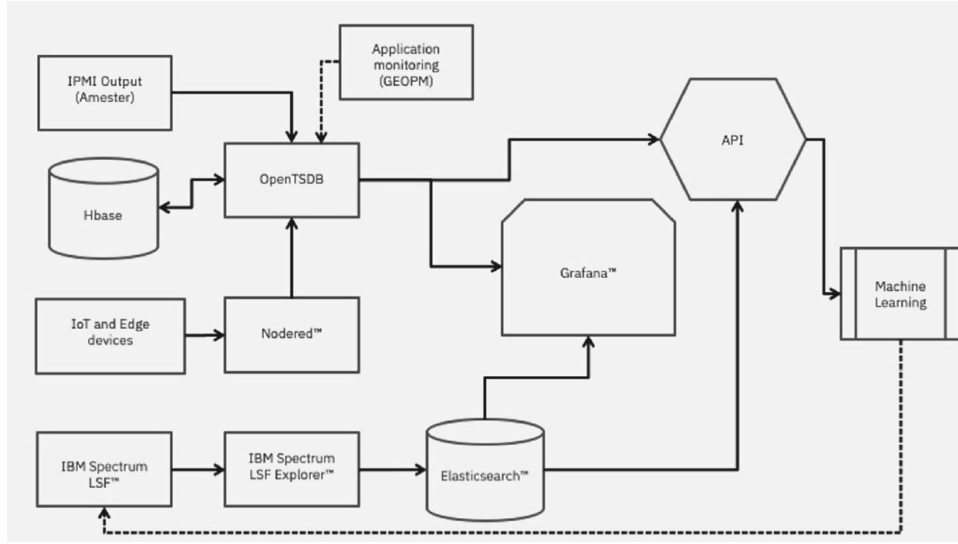 Application
monitoring
(GEOPM)
IPMI Output
(Amester)
API
OpenTSDB
Hbase
Grafana™
Machine
Learning
IoT and Edge
devices
Nodered™
IBM Spectrum
LSF™
IBM Spectrum
LSF Explorer™
Elasticsearch™